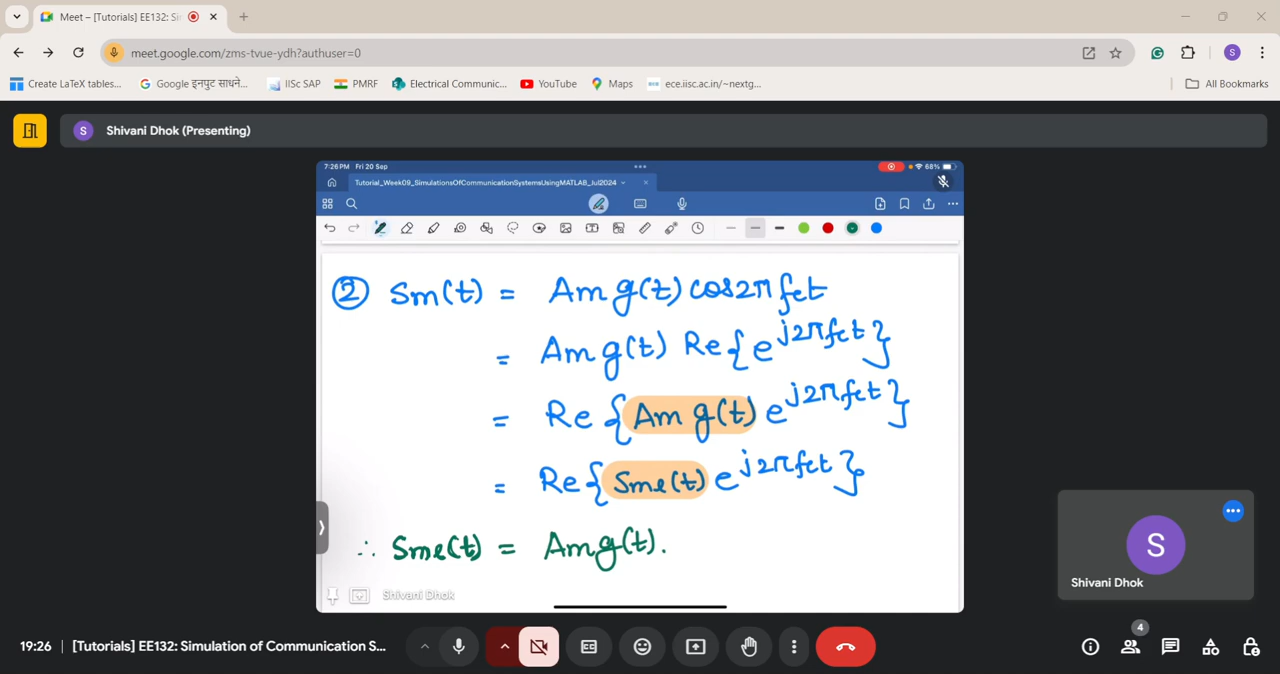 Meet – [Tutorials] EE132: Si
meet.google.com/zms-tvue-ydh?authuser=0
Create LaTeX tables...
Google इनपुट साधने...
IISc SAP
PMRF
Electrical Communic...
YouTube
Maps
ece.iisc.ac.in/~nextg...
All Bookmarks
S
S Shivani Dhok (Presenting)
7:26 PM Fri 20 Sep
68%
Tutorial_Week09_SimulationsOfCommunicationSystemsUsingMATLAB_Jul2024
② Sm(t) = Am g(t) cos2πfct
= Am g(t) Re{e^j2πfct}
= Re{Am g(t) e^j2πfct}
= Re{Sml(t) e^j2πfct}
∴ Sml(t) = Am g(t).
Shivani Dhok
S
Shivani Dhok
19:26 | [Tutorials] EE132: Simulation of Communication S...
4